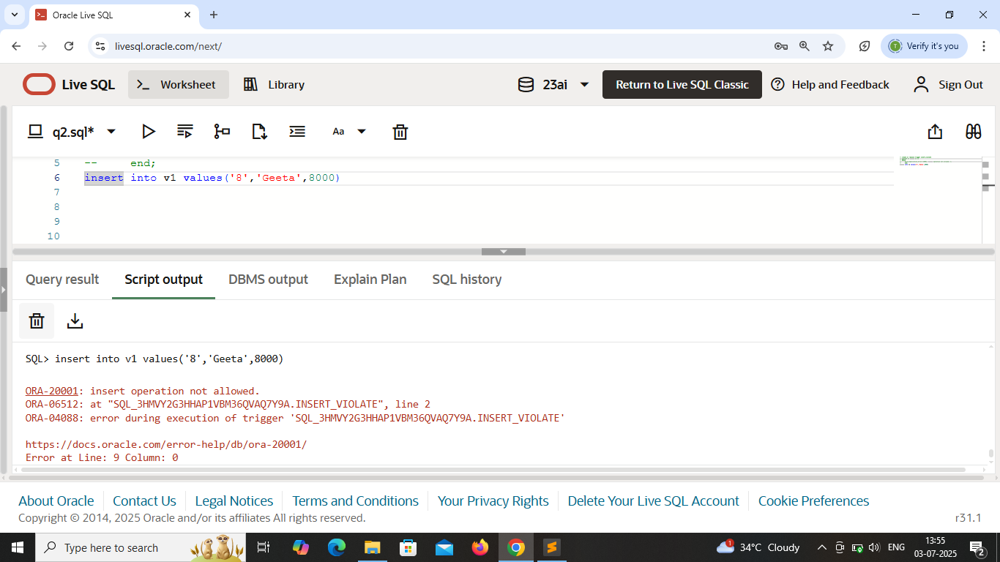 Oracle Live SQL
livesql.oracle.com/next/
Verify it's you
Live SQL
Worksheet
Library
23ai
Return to Live SQL Classic
Help and Feedback
Sign Out
q2.sql*
Aa
5 -- end;
6 insert into v1 values('8','Geeta',8000)
7
8
9
10
Query result
Script output
DBMS output
Explain Plan
SQL history
SQL> insert into v1 values('8','Geeta',8000)
ORA-20001: insert operation not allowed.
ORA-06512: at "SQL_3HMVY2G3HHAP1VBM36QVAQ7Y9A.INSERT_VIOLATE", line 2
ORA-04088: error during execution of trigger 'SQL_3HMVY2G3HHAP1VBM36QVAQ7Y9A.INSERT_VIOLATE'
https://docs.oracle.com/error-help/db/ora-20001/
Error at Line: 9 Column: 0
About Oracle
Contact Us
Legal Notices
Terms and Conditions
Your Privacy Rights
Delete Your Live SQL Account
Cookie Preferences
Copyright © 2014, 2025 Oracle and/or its affiliates All rights reserved.
r31.1
Type here to search
1
34°C Cloudy
ENG
13:55
03-07-2025
2